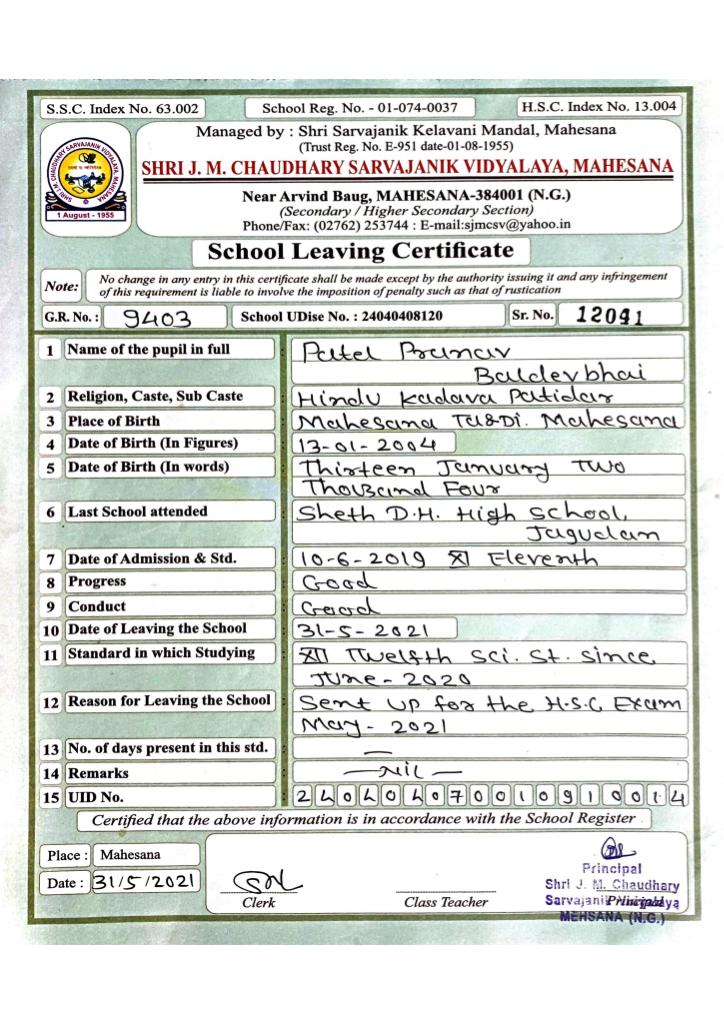 S.S.C. Index No. 63.002 School Reg. No. - 01-074-0037 H.S.C. Index No. 13.004
Managed by : Shri Sarvajanik Kelavani Mandal, Mahesana
(Trust Reg. No. E-951 date-01-08-1955)
SHRI J. M. CHAUDHARY SARVAJANIK VIDYALAYA, MAHESANA
SHRI J. M. CHAUDHARY SARVAJANIK VIDYALAYA, MAHESANA
1 August - 1955
Near Arvind Baug, MAHESANA-384001 (N.G.)
(Secondary / Higher Secondary Section)
Phone/Fax: (02762) 253744 : E-mail:sjmcsv@yahoo.in
School Leaving Certificate
Note: No change in any entry in this certificate shall be made except by the authority issuing it and any infringement
of this requirement is liable to involve the imposition of penalty such as that of rustication
G.R. No. : 9403 School UDise No. : 24040408120 Sr. No. 12091
1 Name of the pupil in full : Patel Pranav
Baldevbhai
2 Religion, Caste, Sub Caste : Hindu Kadava Patidar
3 Place of Birth : Mahesana Ta&Di. Mahesana
4 Date of Birth (In Figures) : 13-01-2004
5 Date of Birth (In words) : Thirteen January Two
Thousand Four
6 Last School attended : Sheth D.H. High School,
Jagudan
7 Date of Admission & Std. : 10-6-2019 XI Eleventh
8 Progress : Good
9 Conduct : Good
10 Date of Leaving the School : 31-5-2021
11 Standard in which Studying : XII Twelfth Sci. St. Since
June-2020
12 Reason for Leaving the School : Sent up for the H.S.C. Exam
May-2021
13 No. of days present in this std. : —
14 Remarks : —Nil—
15 UID No. : 240404070010910014
Certified that the above information is in accordance with the School Register .
Place : Mahesana
Date : 31/5/2021
Clerk Class Teacher Principal
Principal
Shri J. M. Chaudhary
Sarvajanik Vidyalaya
MEHSANA (N.G.)